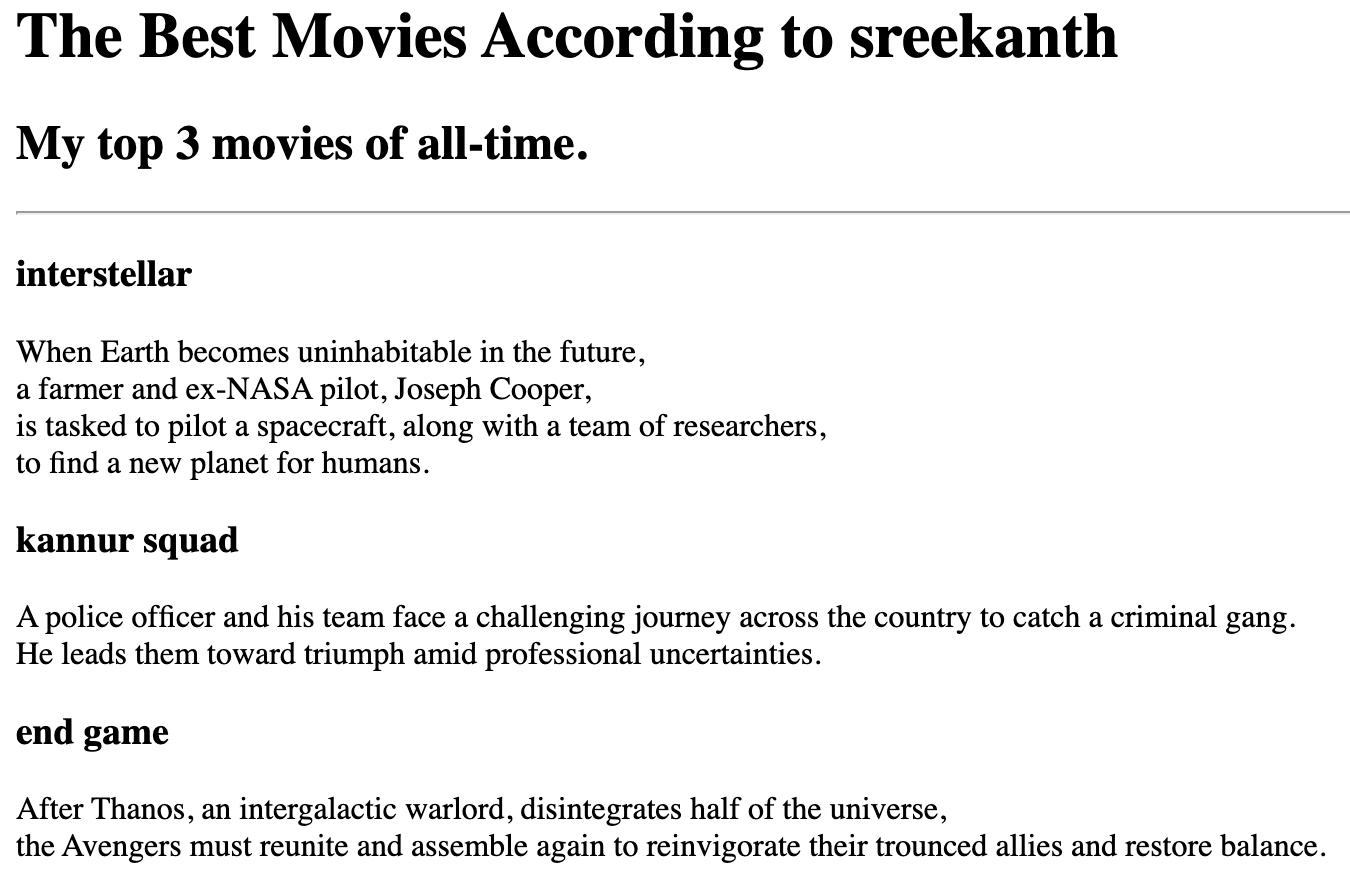 The Best Movies According to sreekanth
My top 3 movies of all-time.
interstellar
When Earth becomes uninhabitable in the future,
a farmer and ex-NASA pilot, Joseph Cooper,
is tasked to pilot a spacecraft, along with a team of researchers,
to find a new planet for humans.
kannur squad
A police officer and his team face a challenging journey across the country to catch a criminal gang.
He leads them toward triumph amid professional uncertainties.
end game
After Thanos, an intergalactic warlord, disintegrates half of the universe,
the Avengers must reunite and assemble again to reinvigorate their trounced allies and restore balance.